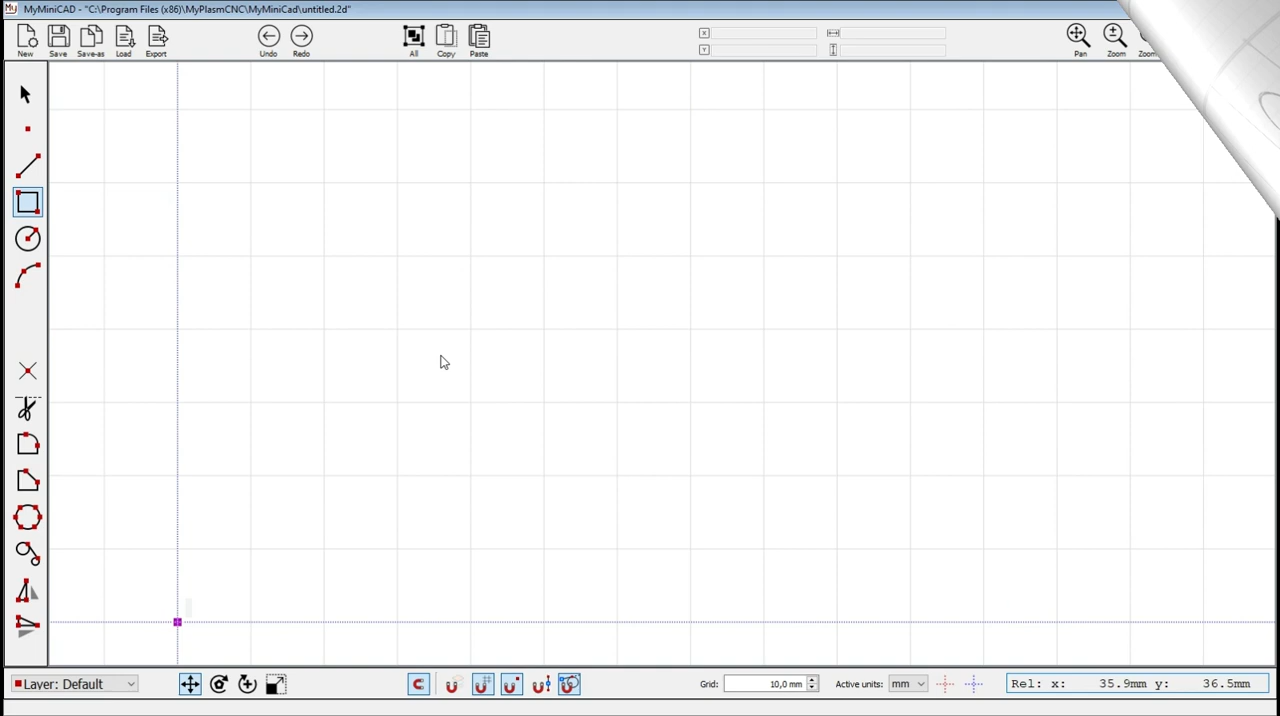 My MyMiniCAD - "C:\Program Files (x86)\MyPlasmCNC\MyMiniCad\untitled.2d"
New Save Save-as Load Export Undo Redo All Copy Paste X Y Pan Zoom Zoom
Layer: Default Grid: 10,0 mm Active units: mm Rel: x: 35.9mm y: 36.5mm